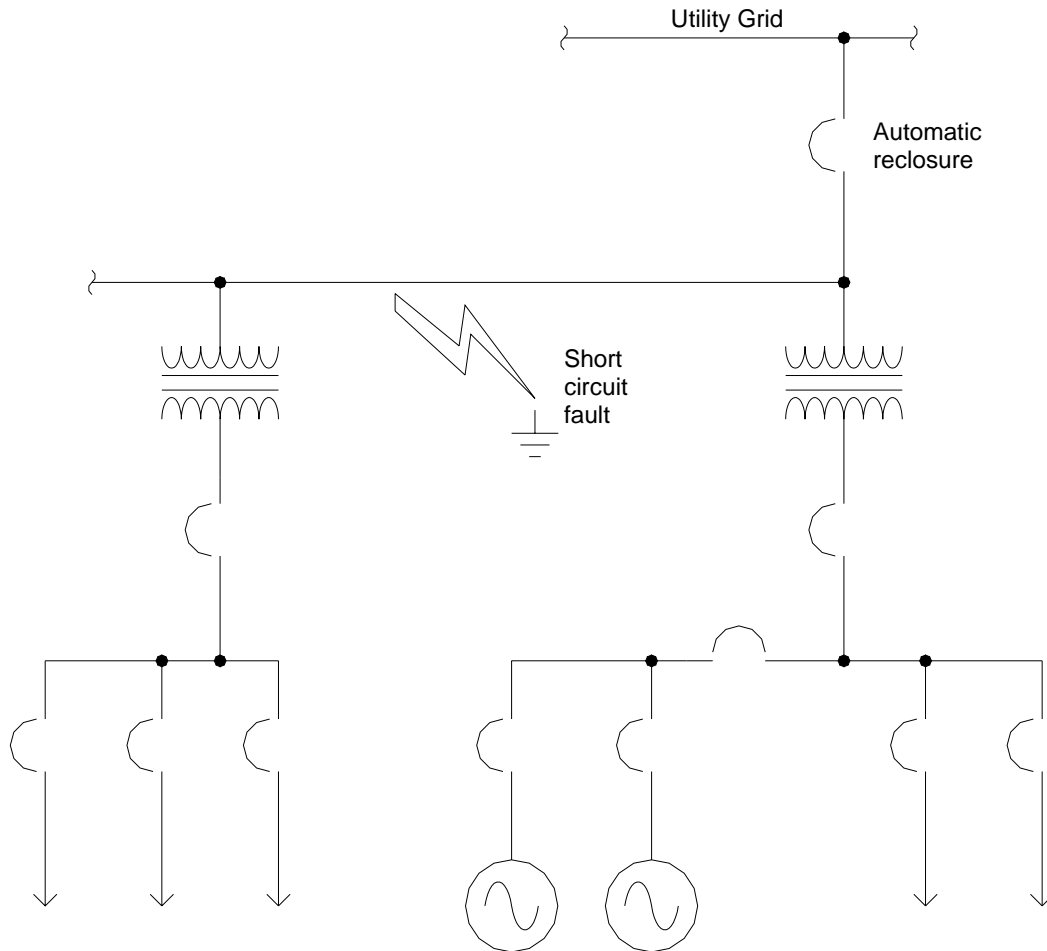 Utility Grid
Automatic
reclosure
Short
circuit
fault